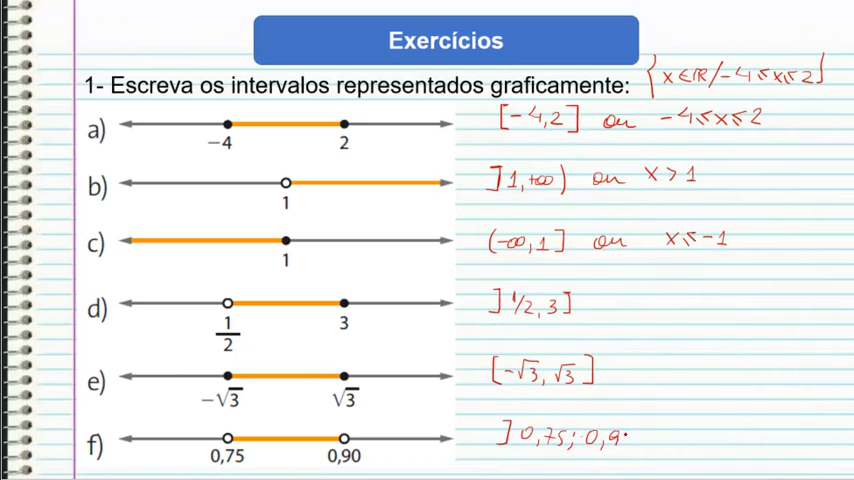 Exercícios
1- Escreva os intervalos representados graficamente:
{x∈ℝ/-4≤x≤2}
a) −4 2 [-4,2] ou -4≤x≤2
b) 1 ]1,+∞) ou x>1
c) 1 (-∞,1] ou x≤-1
d) 1/2 3 ]1/2,3]
e) −√3 √3 [-√3,√3]
f) 0,75 0,90 ]0,75;0,9